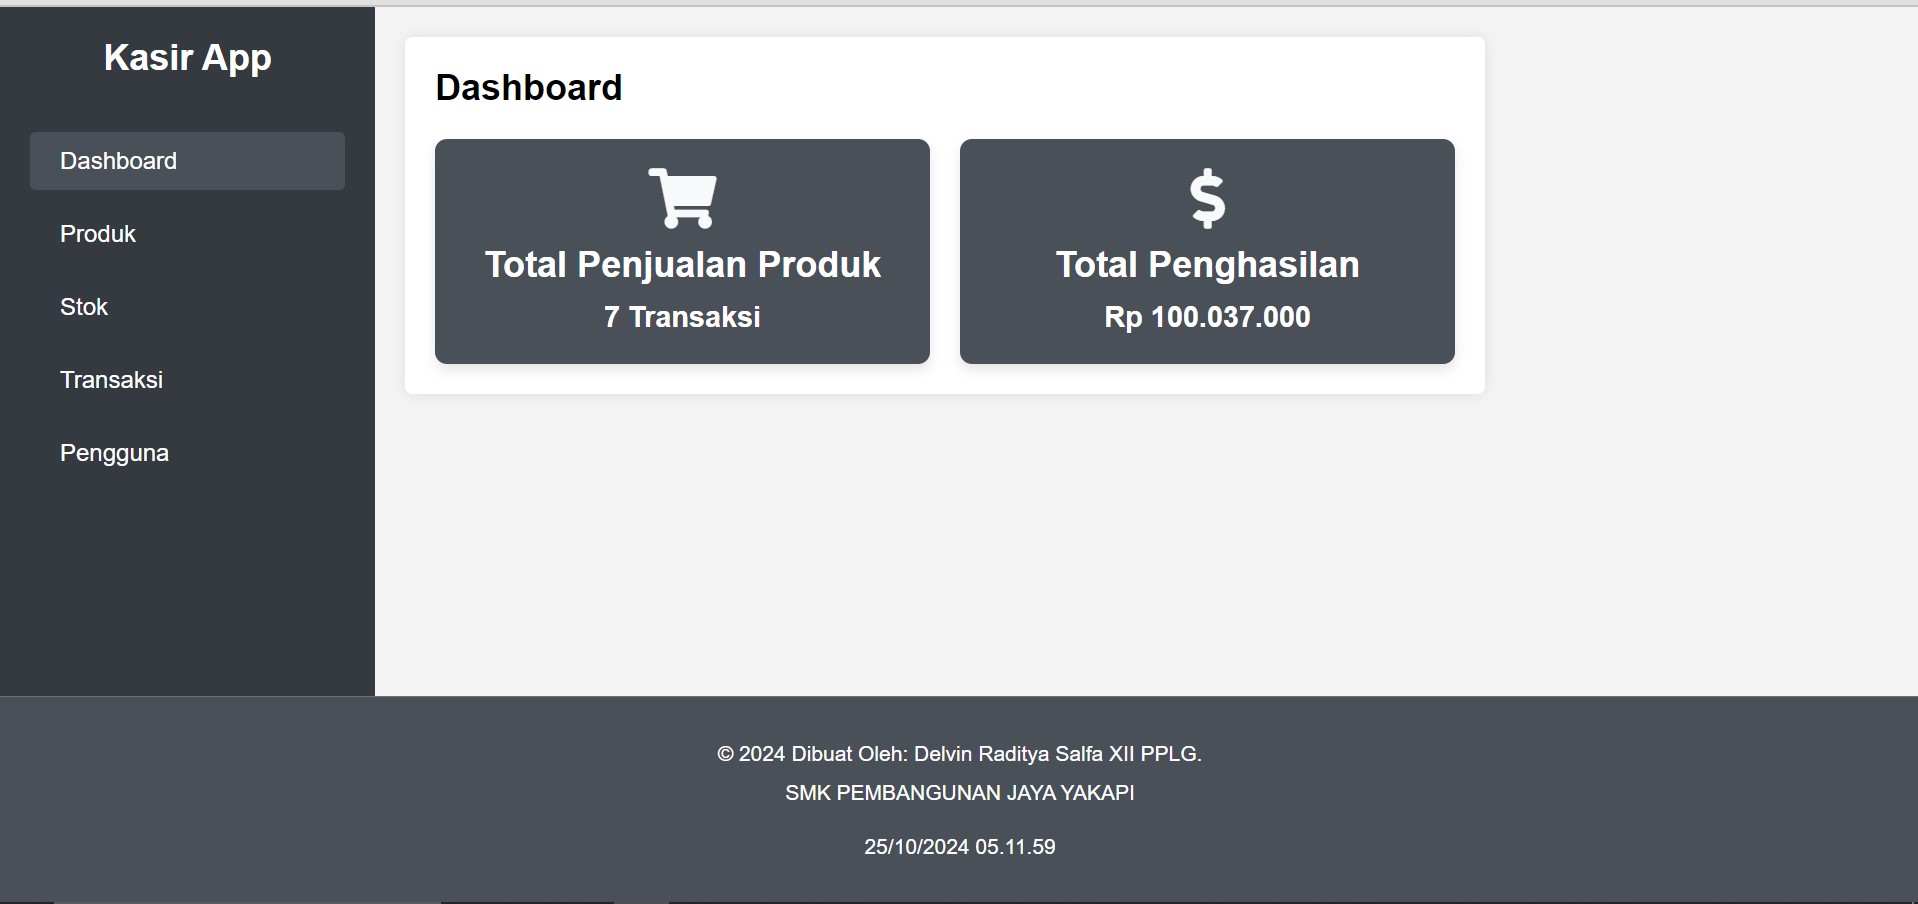 Kasir App
Dashboard
Produk
Stok
Transaksi
Pengguna
Dashboard
Total Penjualan Produk
7 Transaksi
Total Penghasilan
Rp 100.037.000
© 2024 Dibuat Oleh: Delvin Raditya Salfa XII PPLG.
SMK PEMBANGUNAN JAYA YAKAPI
25/10/2024 05.11.59